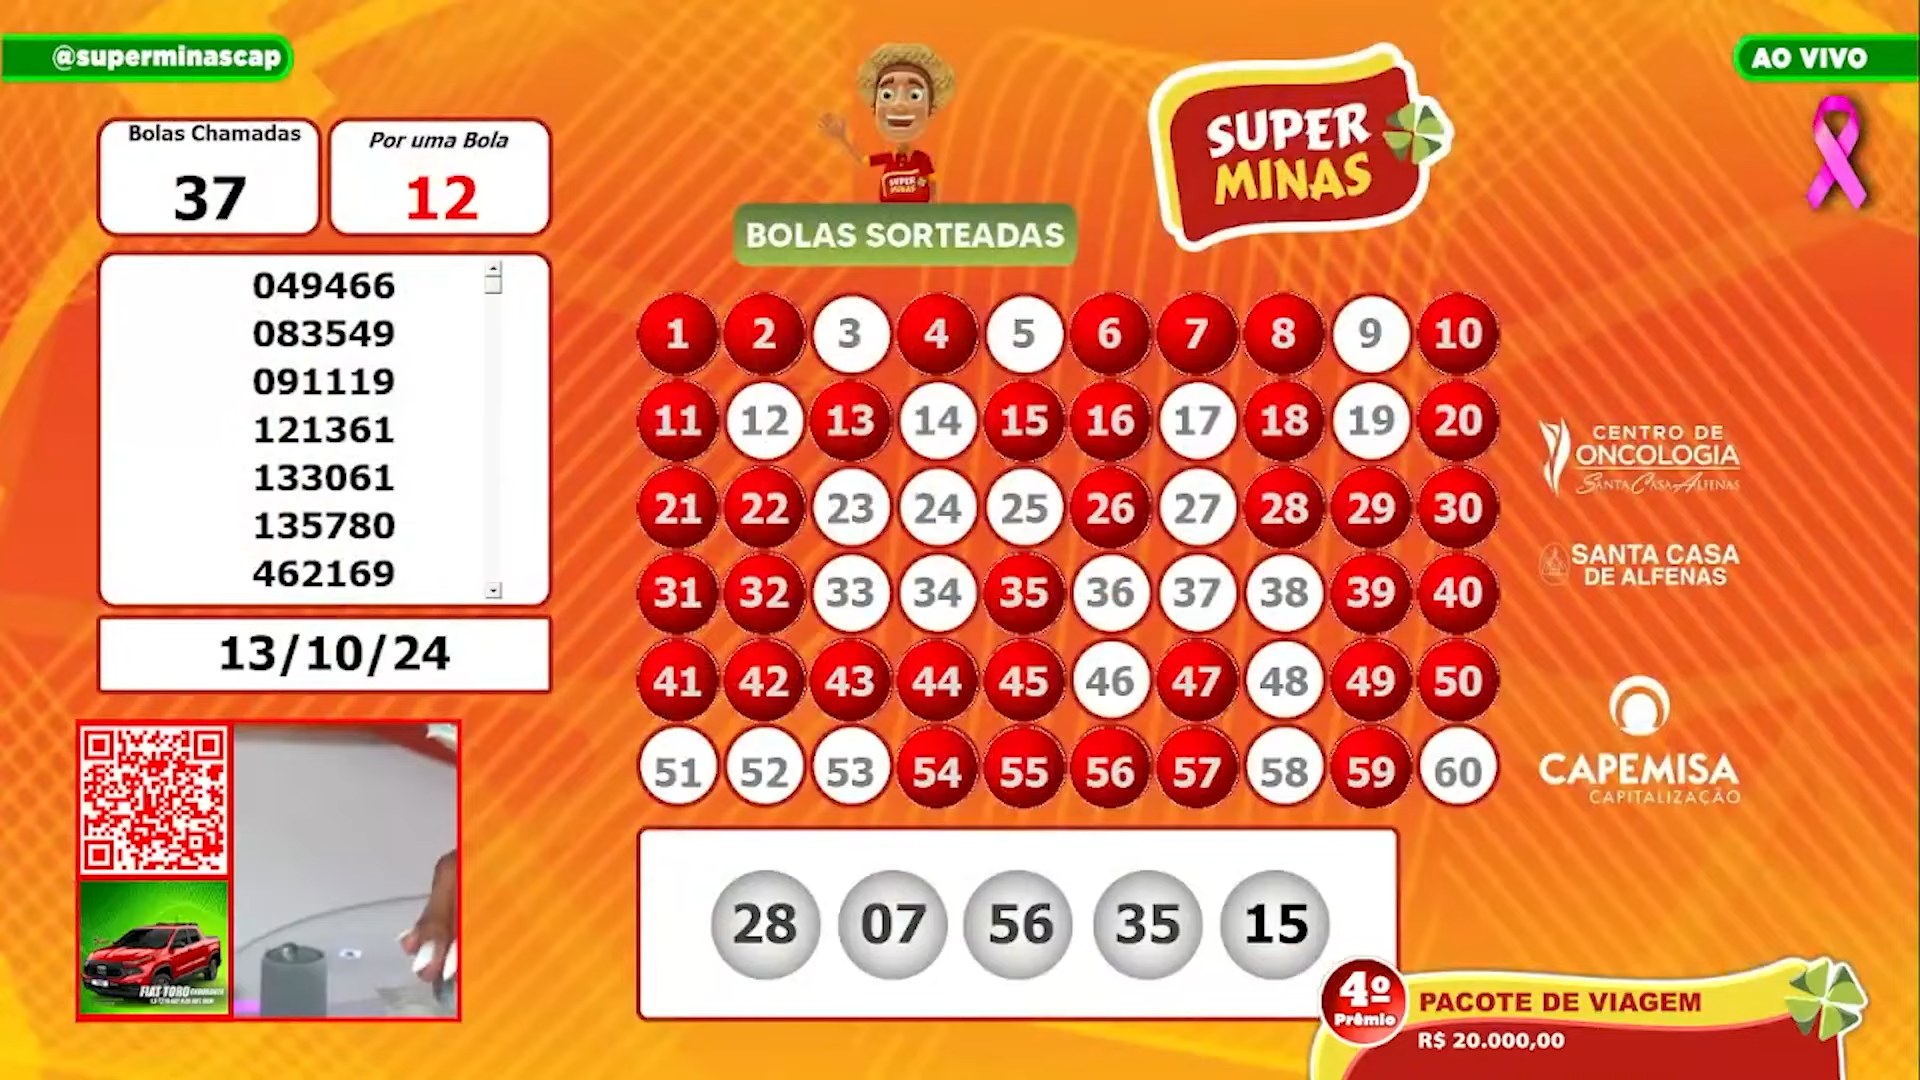 @superminascap
AO VIVO
Bolas Chamadas
37
Por uma Bola
12
SUPER
MINAS
SUPER
MINAS
BOLAS SORTEADAS
049466
083549
091119
121361
133061
135780
462169
13/10/24
1 2 3 4 5 6 7 8 9 10
11 12 13 14 15 16 17 18 19 20
21 22 23 24 25 26 27 28 29 30
31 32 33 34 35 36 37 38 39 40
41 42 43 44 45 46 47 48 49 50
51 52 53 54 55 56 57 58 59 60
CENTRO DE
ONCOLOGIA
SANTA CASA ALFENAS
SANTA CASA
DE ALFENAS
CAPEMISA
CAPITALIZAÇÃO
FIAT TORO
28 07 56 35 15
4º
Prêmio
PACOTE DE VIAGEM
R$ 20.000,00